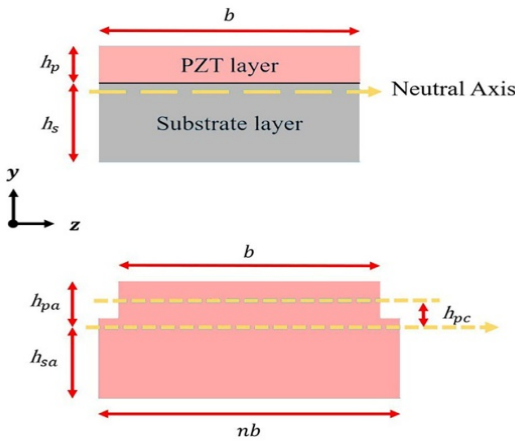 b
h_p
PZT layer
Neutral Axis
h_s
Substrate layer
y
z
b
h_pa
h_pc
h_sa
nb